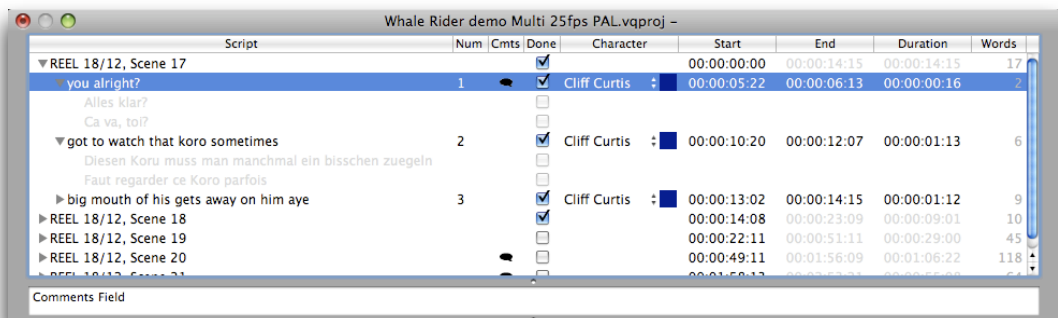 Whale Rider demo Multi 25fps PAL.vqproj –
Script Num Cmts Done Character Start End Duration Words
REEL 18/12, Scene 17 00:00:00:00 00:00:14:15 00:00:14:15 17
you alright? 1 Cliff Curtis 00:00:05:22 00:00:06:13 00:00:00:16 2
Alles klar?
Ca va, toi?
got to watch that koro sometimes 2 Cliff Curtis 00:00:10:20 00:00:12:07 00:00:01:13 6
Diesen Koru muss man manchmal ein bisschen zuegeln
Faut regarder ce Koro parfois
big mouth of his gets away on him aye 3 Cliff Curtis 00:00:13:02 00:00:14:15 00:00:01:12 9
REEL 18/12, Scene 18 00:00:14:08 00:00:23:09 00:00:09:01 10
REEL 18/12, Scene 19 00:00:22:11 00:00:51:11 00:00:29:00 45
REEL 18/12, Scene 20 00:00:49:11 00:01:56:09 00:01:06:22 118
REEL 18/12, Scene 21
Comments Field